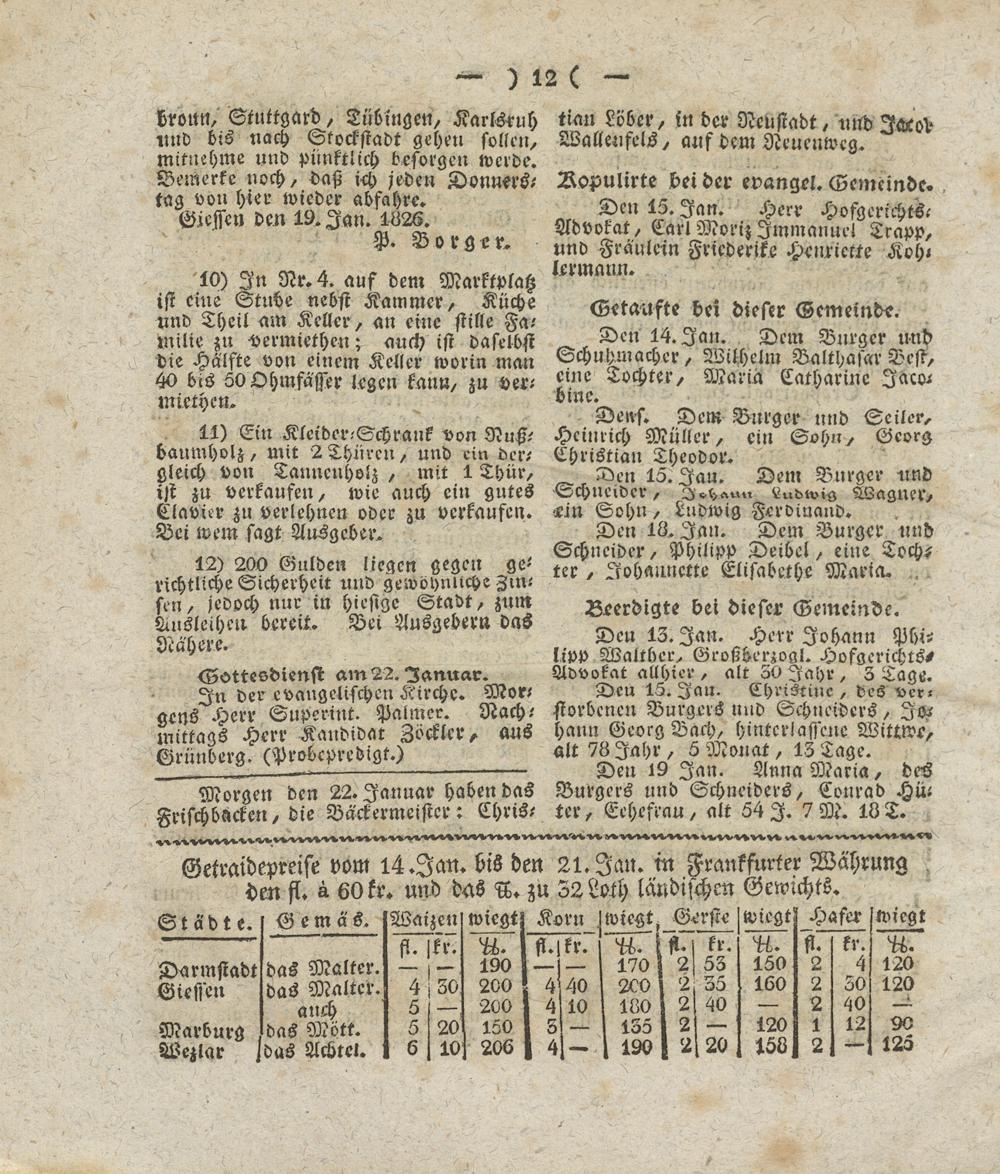 — ) 12 ( —
bronn, Stuttgard, Tübingen, Karlsruh
und bis nach Stockstadt gehen sollen,
mitnehme und pünktlich besorgen werde.
Bemerke noch, daß ich jeden Donners-
tag von hier wieder abfahre.
Giessen den 19. Jan. 1826.
P. Borger.
10) In Nr. 4. auf dem Marktplatz
ist eine Stube nebst Kammer, Küche
und Theil am Keller, an eine stille Fa-
milie zu vermiethen; auch ist daselbst
die Hälfte von einem Keller worin man
40 bis 50 Ohmfässer legen kann, zu ver-
miethen.
11) Ein Kleider-Schrank von Nuß-
baumholz, mit 2 Thüren, und ein der-
gleich von Tannenholz, mit 1 Thür,
ist zu verkaufen, wie auch ein gutes
Clavier zu verlehnen oder zu verkaufen.
Bei wem sagt Ausgeber.
12) 200 Gulden liegen gegen ge-
richtliche Sicherheit und gewöhnliche Zin-
sen, jedoch nur in hiesige Stadt, zum
Ausleihen bereit. Bei Ausgebern das
Nähere.
Gottesdienst am 22. Januar.
In der evangelischen Kirche. Mor-
gens Herr Superint. Palmer. Nach-
mittags Herr Kandidat Zöckler, aus
Grünberg. (Probepredigt.)
Morgen den 22. Januar haben das
Frischbacken, die Bäckermeister: Chris-
tian Löber, in der Neustadt, und Jacob
Wallenfels, auf dem Neuenweg.
Kopulirte bei der evangel. Gemeinde.
Den 15. Jan. Herr Hofgerichts-
Advokat, Carl Moriz Immanuel Trapp,
und Fräulein Friederike Henriette Koh-
lermann.
Getaufte bei dieser Gemeinde.
Den 14. Jan. Dem Burger und
Schuhmacher, Wilhelm Balthasar Best,
eine Tochter, Maria Catharine Jaco-
bine.
Dens. Dem Burger und Seiler,
Heinrich Müller, ein Sohn, Georg
Christian Theodor.
Den 15. Jan. Dem Burger und
Schneider, Johann Ludwig Wagner,
ein Sohn, Ludwig Ferdinand.
Den 18. Jan. Dem Burger und
Schneider, Philipp Deibel, eine Toch-
ter, Johannette Elisabethe Maria.
Beerdigte bei dieser Gemeinde.
Den 13. Jan. Herr Johann Phi-
lipp Walther, Großherzogl. Hofgerichts-
Advokat allhier, alt 30 Jahr, 3 Tage.
Den 15. Jan. Christine, des ver-
storbenen Burgers und Schneiders, Jo-
hann Georg Bach, hinterlassene Wittwe,
alt 78 Jahr, 5 Monat, 13 Tage.
Den 19 Jan. Anna Maria, des
Burgers und Schneiders, Conrad Hü-
ter, Eehefrau, alt 54 J. 7 M. 18 T.
Getraidepreise vom 14. Jan. bis den 21. Jan. in Frankfurter Währung
den fl. à 60 kr. und das ℔. zu 32 Loth ländischen Gewichts.
Städte. Gemäs. Waizen wiegt Korn wiegt Gerste wiegt Hafer wiegt
fl. kr. ℔. fl. kr. ℔. fl. kr. ℔. fl. kr. ℔.
Darmstadt das Malter. — — 190 — — 170 2 53 150 2 4 120
Giessen das Malter. 4 30 200 4 40 200 2 35 160 2 30 120
auch 5 — 200 4 10 180 2 40 — 2 40 —
Marburg das Mött. 5 20 150 3 — 135 2 — 120 1 12 90
Wezlar das Achtel. 6 10 206 4 — 190 2 20 158 2 — 125